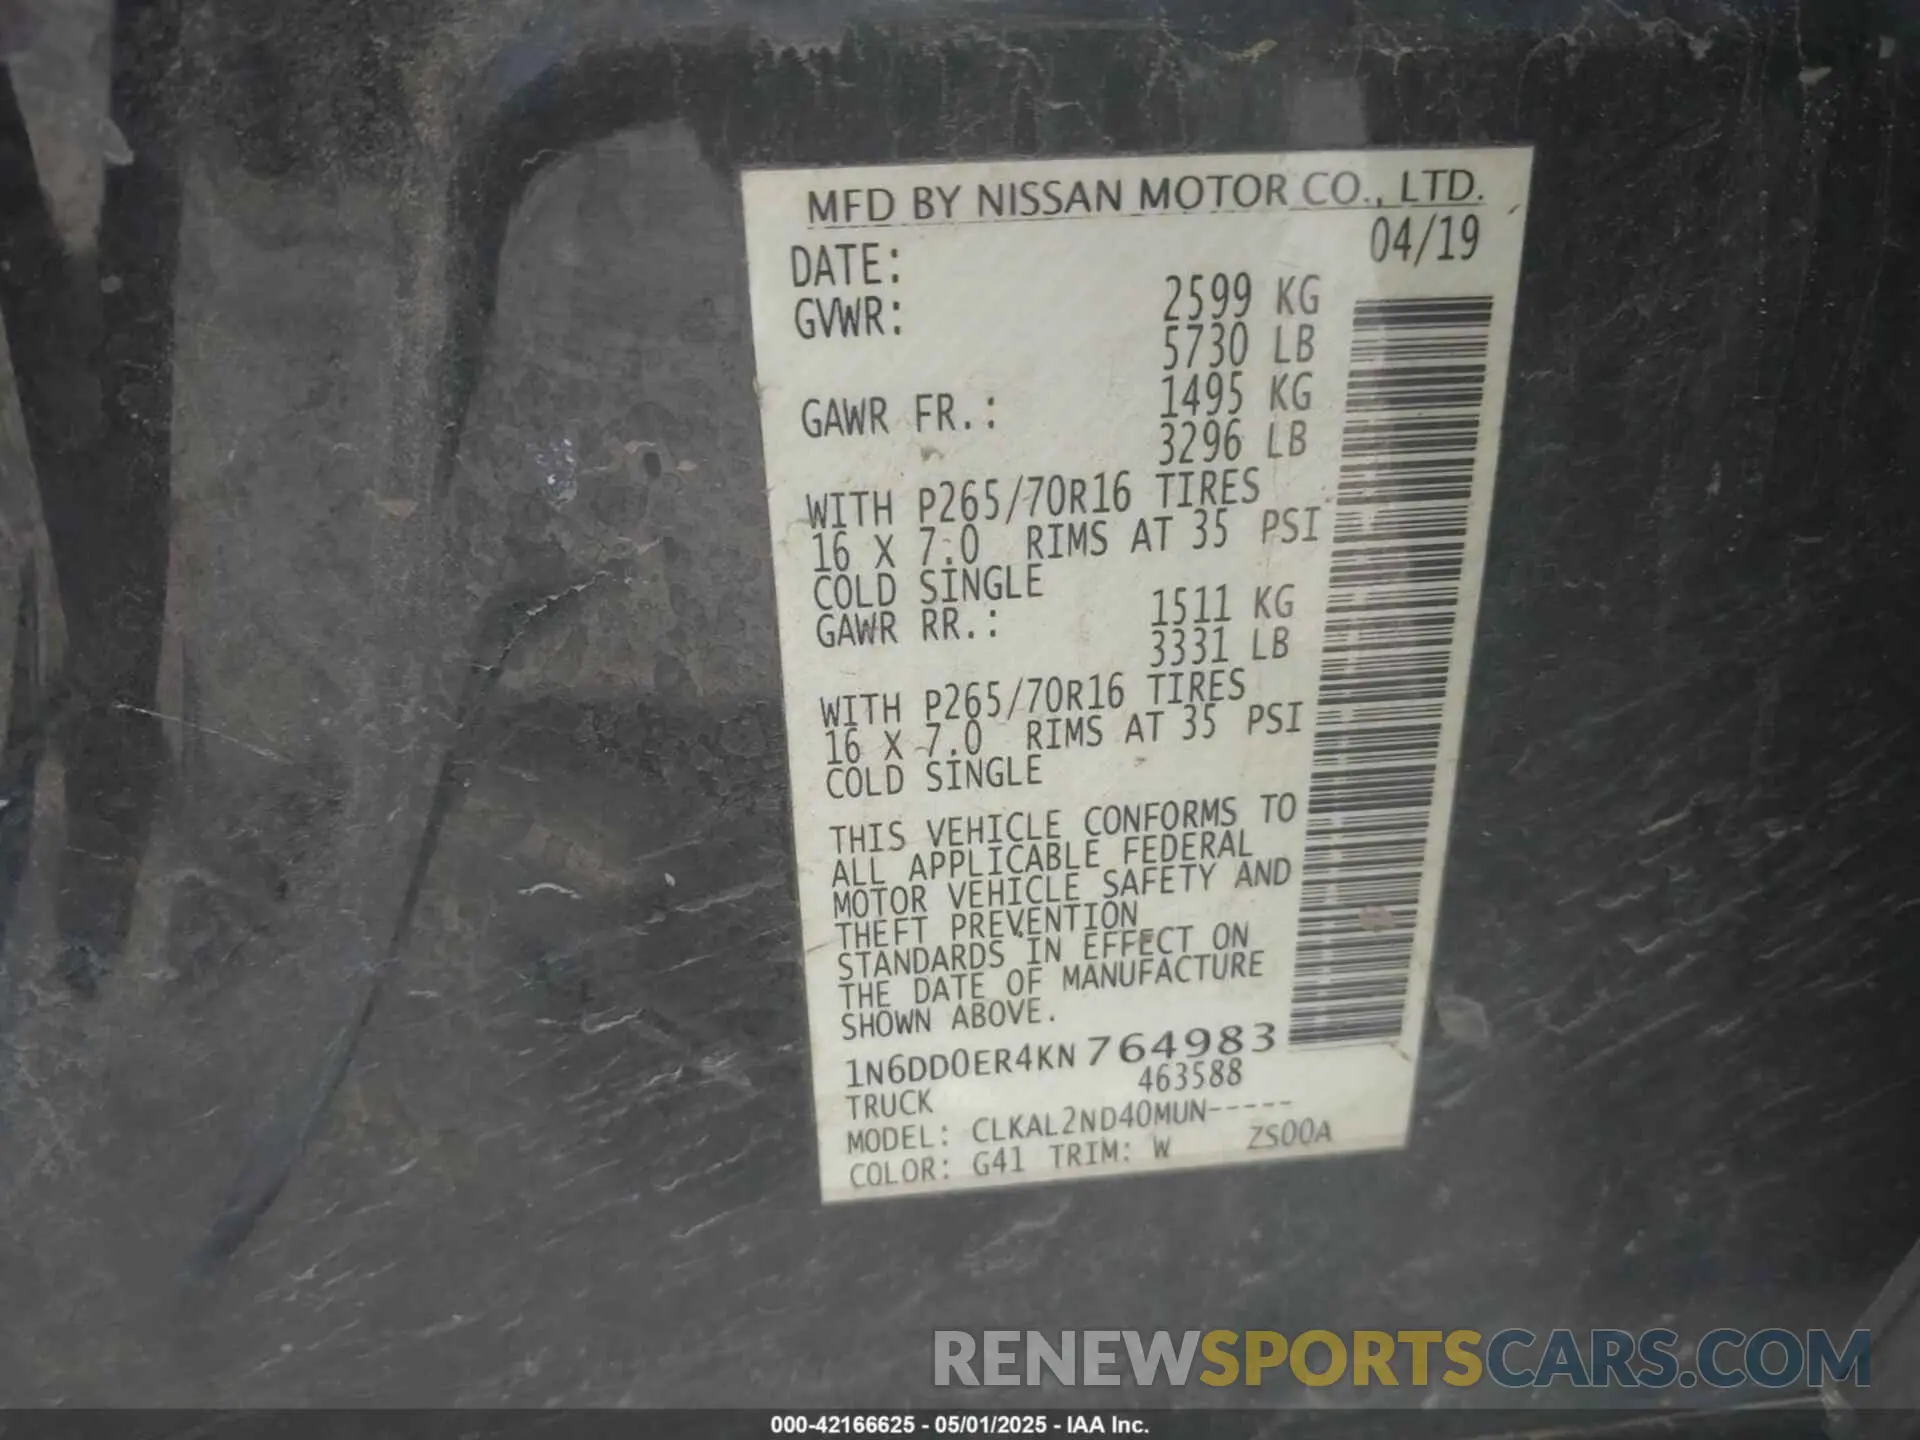 MFD BY NISSAN MOTOR CO., LTD.
DATE: 04/19
GVWR: 2599 KG
5730 LB
GAWR FR.: 1495 KG
3296 LB
WITH P265/70R16 TIRES
16 X 7.0 RIMS AT 35 PSI
COLD SINGLE
GAWR RR.: 1511 KG
3331 LB
WITH P265/70R16 TIRES
16 X 7.0 RIMS AT 35 PSI
COLD SINGLE
THIS VEHICLE CONFORMS TO
ALL APPLICABLE FEDERAL
MOTOR VEHICLE SAFETY AND
THEFT PREVENTION
STANDARDS IN EFFECT ON
THE DATE OF MANUFACTURE
SHOWN ABOVE.
1N6DD0ER4KN764983
TRUCK 463588
MODEL: CLKAL2ND40MUN-----
COLOR: G41 TRIM: W ZS00A
RENEWSPORTSCARS.COM
000-42166625 - 05/01/2025 - IAA Inc.